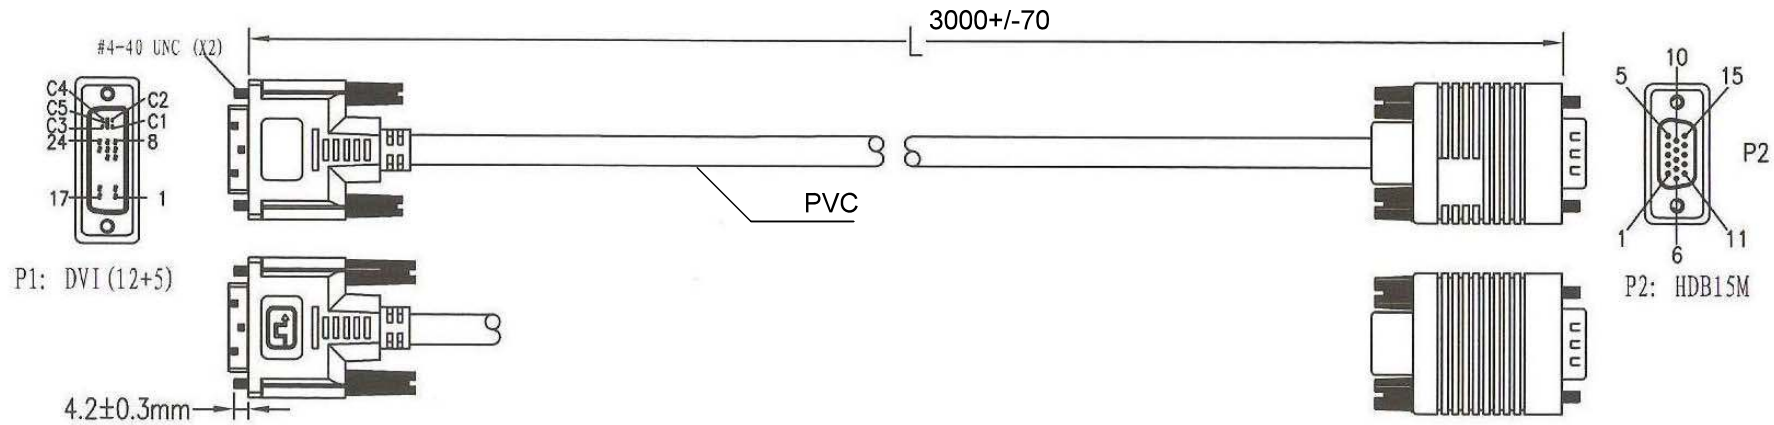 3000+/-70
L
#4-40 UNC (X2)
C4
C5
C3
24
17
C2
C1
8
1
P1: DVI(12+5)
PVC
4.2±0.3mm
10
5
15
P2
1
11
6
P2: HDB15M